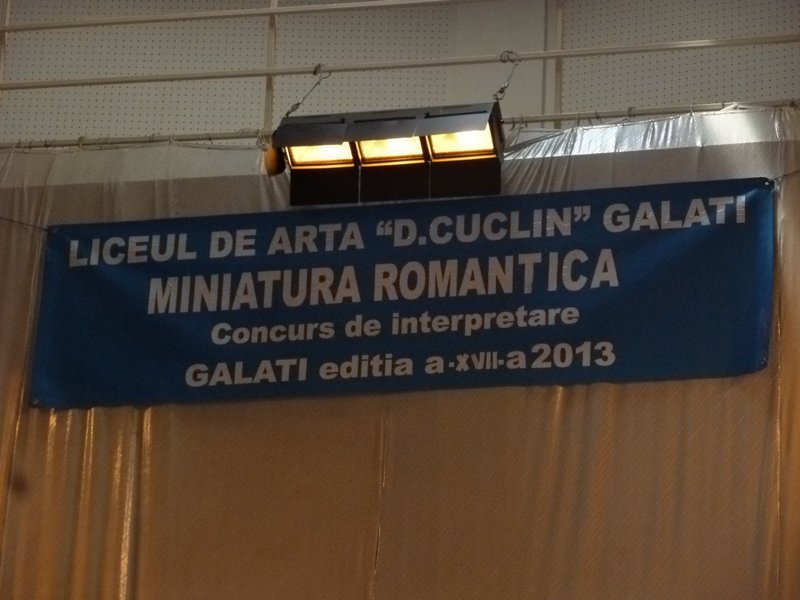 LICEUL DE ARTA "D.CUCLIN" GALATI
MINIATURA ROMANTICA
Concurs de interpretare
GALATI editia a-XVII-a 2013